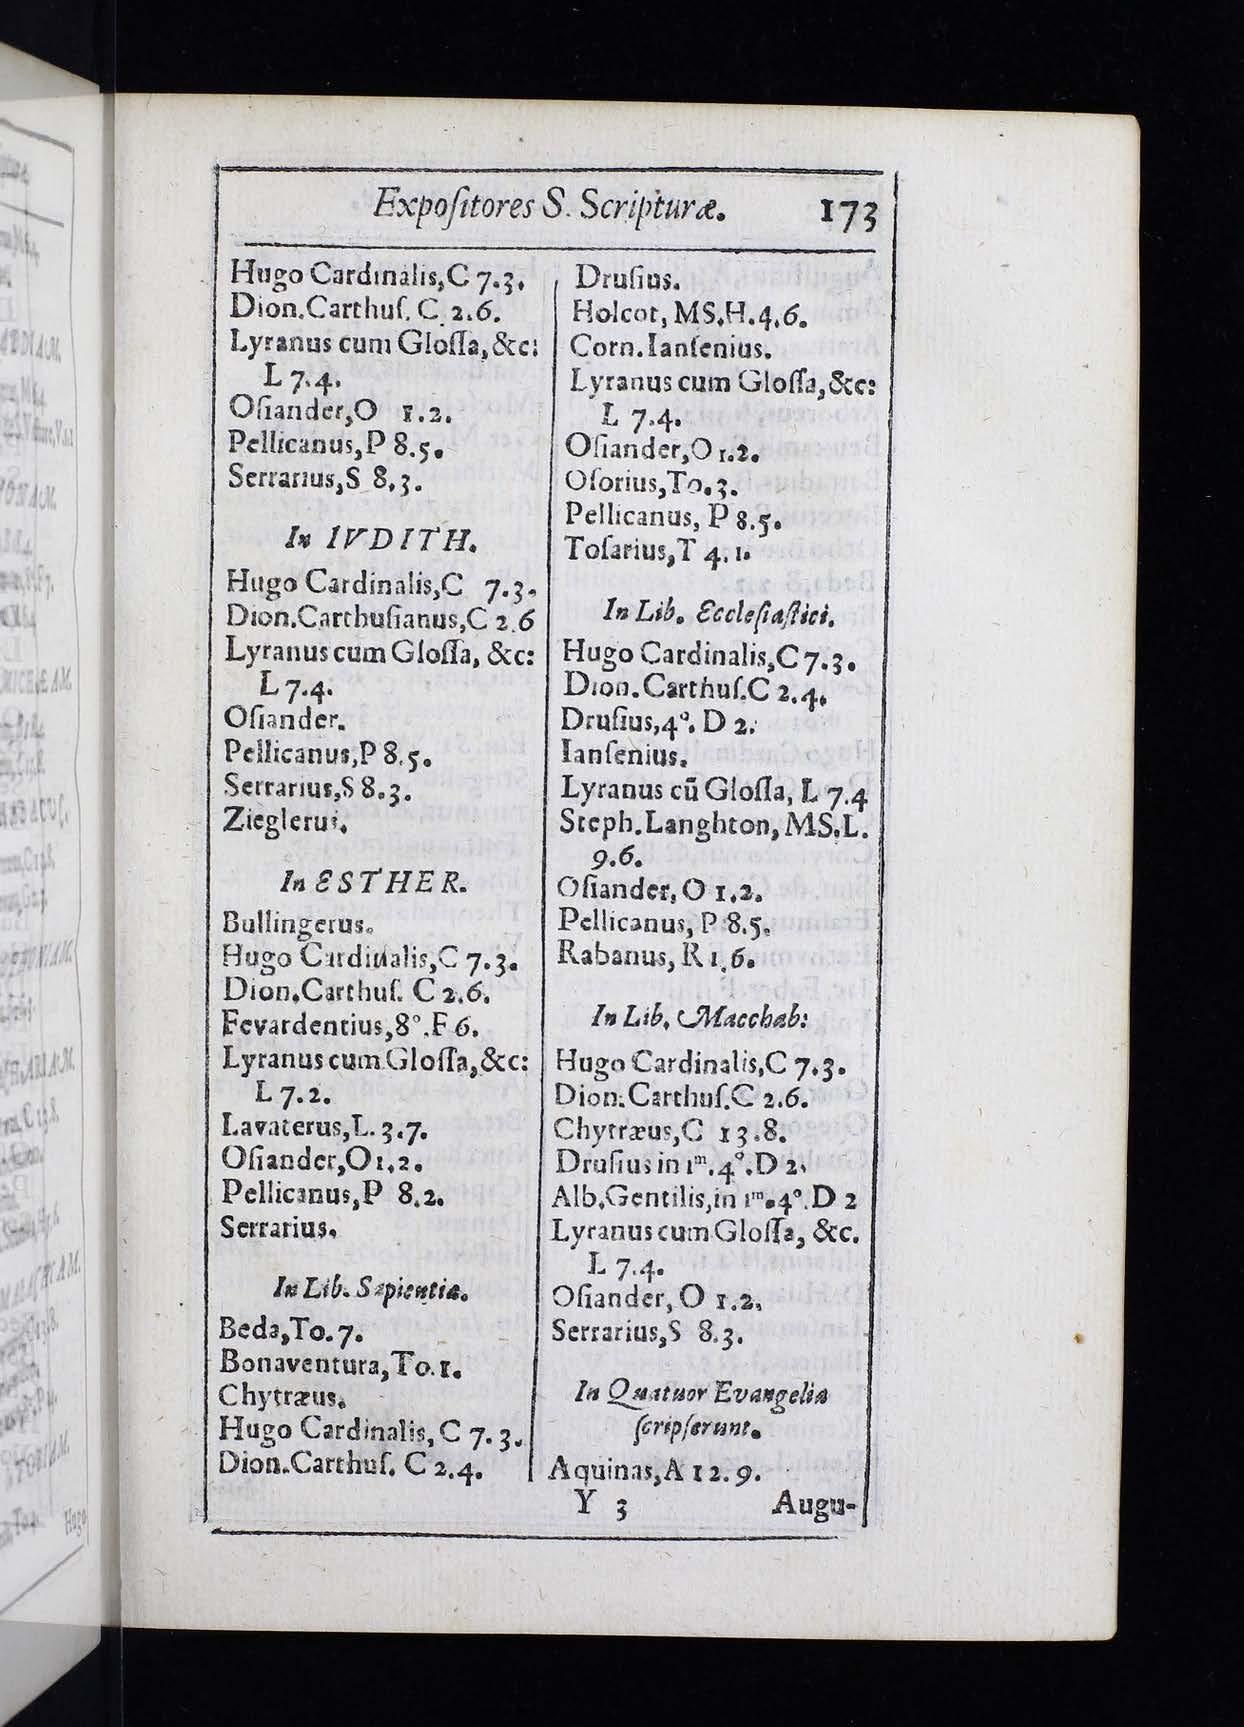 Expoſitores S. Scripturæ. 173
Hugo Cardinalis, C 7.3.
Dion. Carthuſ. C 2.6.
Lyranus cum Gloſſa, &c:
L 7.4.
Oſiander, O 1.2.
Pellicanus, P 8.5.
Serrarius, S 8.3.
In IVDITH.
Hugo Cardinalis, C 7.3.
Dion. Carthuſianus, C 2.6
Lyranus cum Gloſſa, &c:
L 7.4.
Oſiander.
Pellicanus, P 8.5.
Serrarius, S 8.3.
Zieglerus.
In ESTHER.
Bullingerus.
Hugo Cardinalis, C 7.3.
Dion. Carthuſ. C 2.6.
Fevardentius, 8°. F 6.
Lyranus cum Gloſſa, &c:
L 7.2.
Lavaterus, L. 3.7.
Oſiander, O 1.2.
Pellicanus, P 8.2.
Serrarius.
In Lib. Sapientiæ.
Beda, To. 7.
Bonaventura, To. 1.
Chytræus.
Hugo Cardinalis, C 7.3.
Dion. Carthuſ. C 2.4.
Druſius.
Holcot, MS. H. 4.6.
Corn. Ianſenius.
Lyranus cum Gloſſa, &c:
L 7.4.
Oſiander, O 1.2.
Oſorius, To. 3.
Pellicanus, P 8.5.
Toſarius, T 4.1.
In Lib. Eccleſiaſtici.
Hugo Cardinalis, C 7.3.
Dion. Carthuſ. C 2.4.
Druſius, 4°. D 2.
Ianſenius.
Lyranus cū Gloſſa, L 7.4
Steph. Langhton, MS. L.
9.6.
Oſiander, O 1.2.
Pellicanus, P 8.5.
Rabanus, R 1.6.
In Lib. Macchab:
Hugo Cardinalis, C 7.3.
Dion. Carthuſ. C 2.6.
Chytræus, C 13.8.
Druſius in 1m. 4°. D 2.
Alb. Gentilis, in 1m. 4°. D 2
Lyranus cum Gloſſa, &c.
L 7.4.
Oſiander, O 1.2.
Serrarius, S 8.3.
In Quatuor Evangelia
ſcripſerunt.
Aquinas, A 12.9.
Y 3 Augu-
Hugo